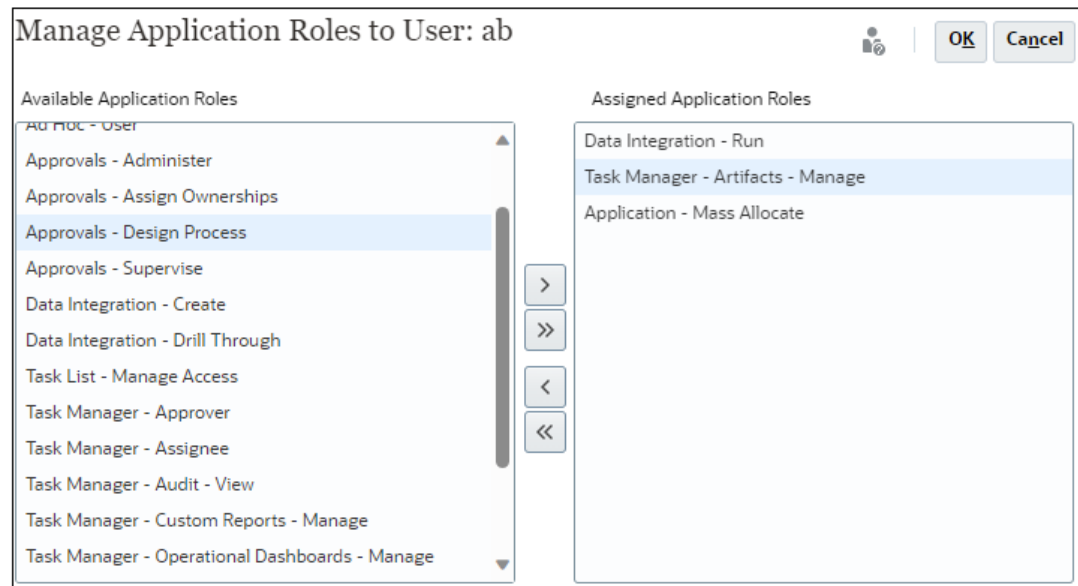 Manage Application Roles to User: ab
OK
Cancel
Available Application Roles
Assigned Application Roles
Ad Hoc - User
Approvals - Administer
Approvals - Assign Ownerships
Approvals - Design Process
Approvals - Supervise
Data Integration - Create
Data Integration - Drill Through
Task List - Manage Access
Task Manager - Approver
Task Manager - Assignee
Task Manager - Audit - View
Task Manager - Custom Reports - Manage
Task Manager - Operational Dashboards - Manage
Data Integration - Run
Task Manager - Artifacts - Manage
Application - Mass Allocate